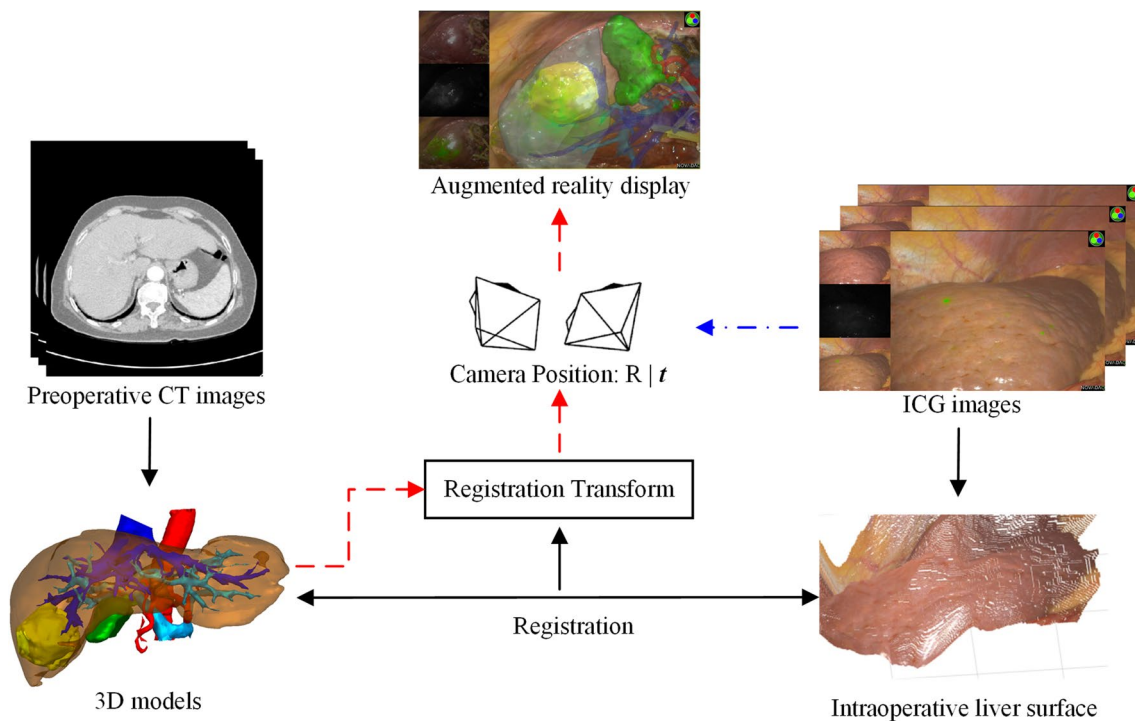 Augmented reality display
Preoperative CT images
Camera Position: R | t
ICG images
Registration Transform
Registration
3D models
Intraoperative liver surface